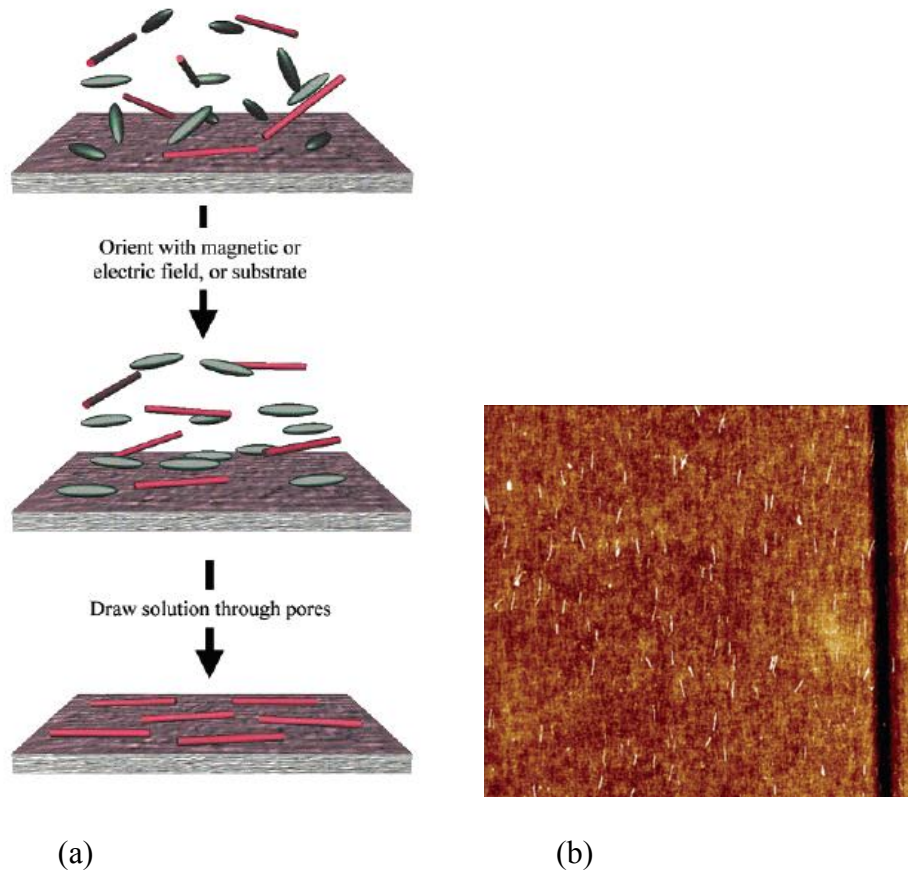 Orient with magnetic or
electric field, or substrate
Draw solution through pores
(a)
(b)